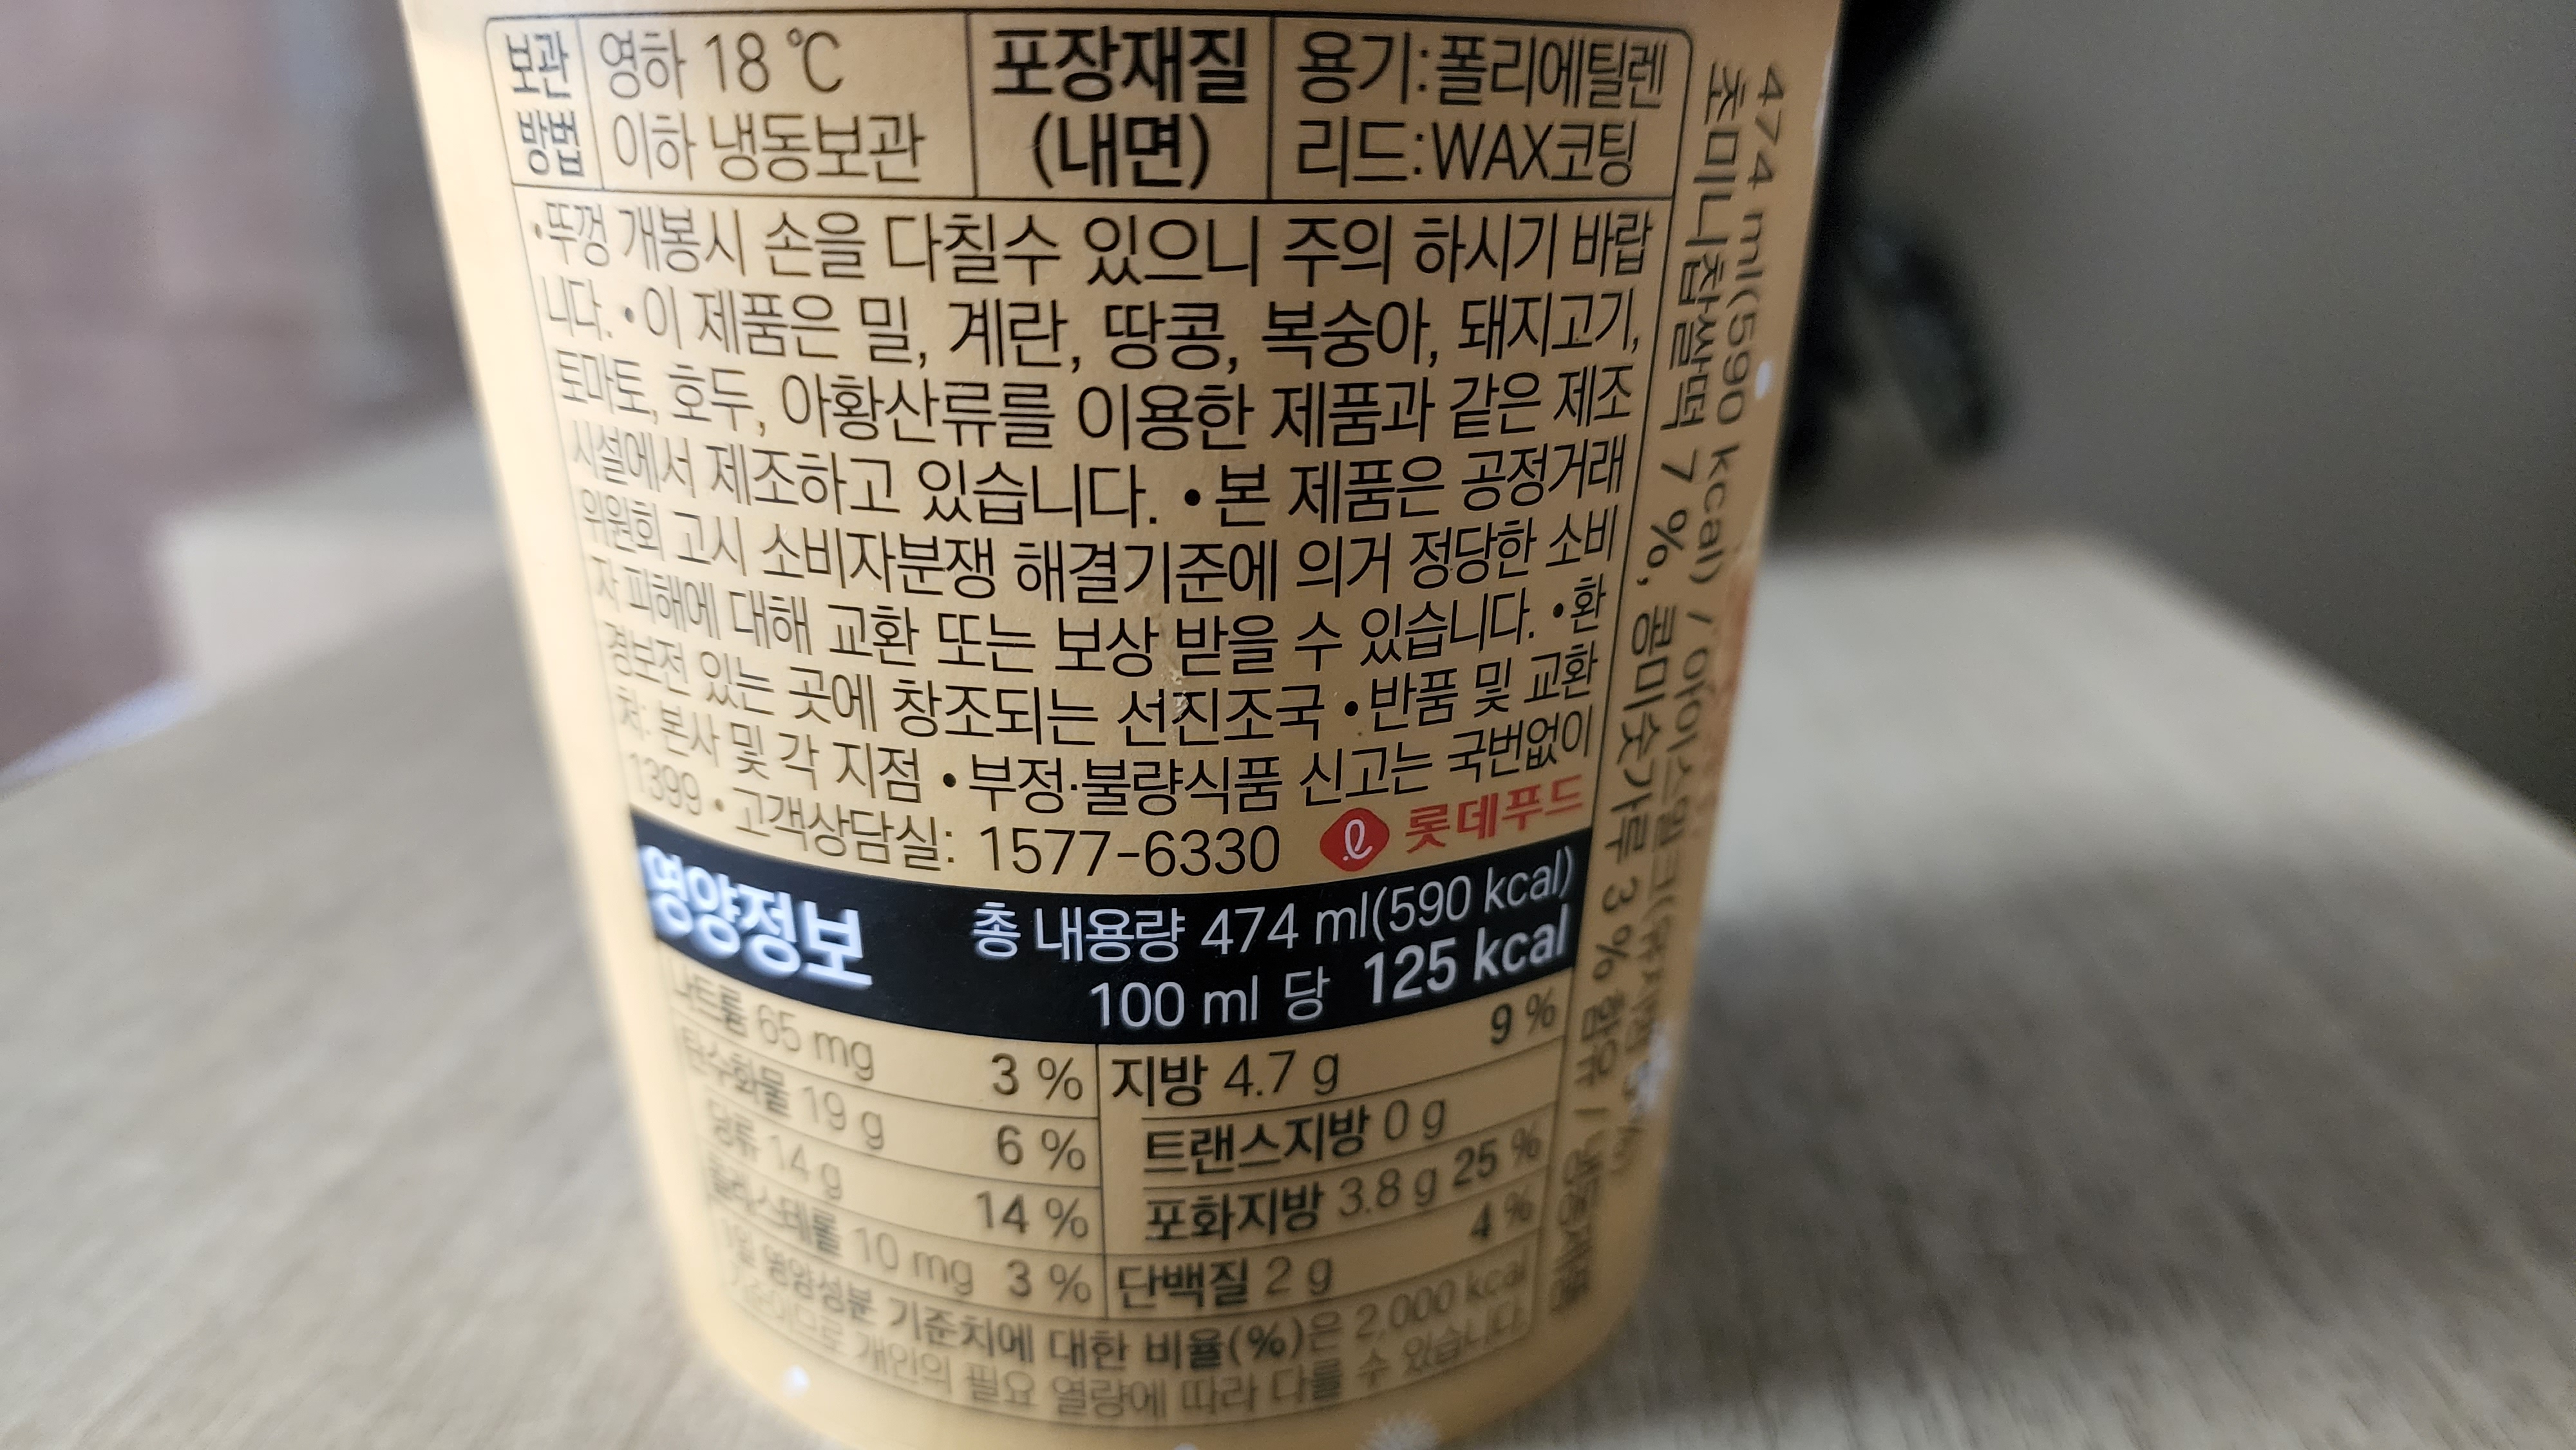 보관 방법
영하 18 ℃
이하 냉동보관
포장재질
(내면)
용기:폴리에틸렌
리드:WAX코팅
•뚜껑 개봉시 손을 다칠수 있으니 주의 하시기 바랍
니다. •이 제품은 밀, 계란, 땅콩, 복숭아, 돼지고기,
토마토, 호두, 아황산류를 이용한 제품과 같은 제조
시설에서 제조하고 있습니다. •본 제품은 공정거래
위원회 고시 소비자분쟁 해결기준에 의거 정당한 소비
자 피해에 대해 교환 또는 보상 받을 수 있습니다. •환
경보전 있는 곳에 창조되는 선진조국 •반품 및 교환
처: 본사 및 각 지점 •부정·불량식품 신고는 국번없이
1399 •고객상담실: 1577-6330 롯데푸드
영양정보
총 내용량 474 ml(590 kcal)
100 ml 당 125 kcal
나트륨 65 mg 3 %
탄수화물 19 g 6 %
당류 14 g 14 %
콜레스테롤 10 mg 3 %
지방 4.7 g 9 %
트랜스지방 0 g
포화지방 3.8 g 25 %
단백질 2 g 4 %
1일 영양성분 기준치에 대한 비율(%)은 2,000 kcal
기준이므로 개인의 필요 열량에 따라 다를 수 있습니다.
474 ml(590 kcal) / 아이스밀크
초미니찹쌀떡 7 %, 콩미숫가루 3 % 함유 / 냉동제품